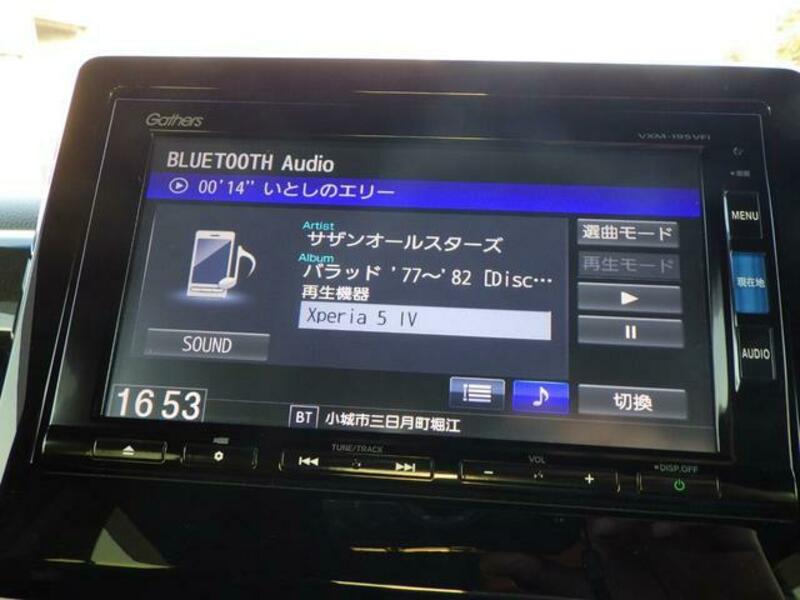 Gathers
VXM-195VFi
BLUETOOTH Audio
00'14" いとしのエリー
Artist
サザンオールスターズ
Album
バラッド '77〜'82 [Disc…
再生機器
Xperia 5 IV
SOUND
選曲モード
再生モード
切換
16 53
BT 小城市三日月町堀江
MENU
現在地
AUDIO
TUNE/TRACK
VOL
DISP.OFF